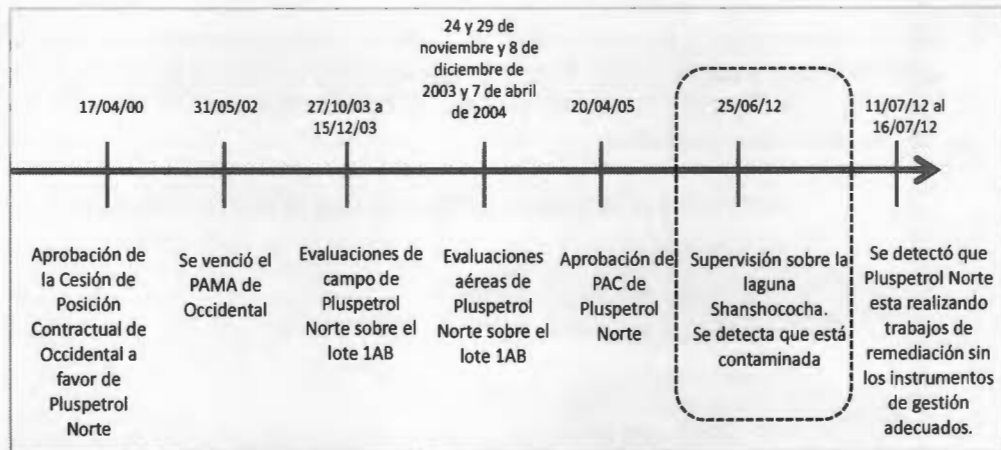 17/04/00
Aprobación de
la Cesión de
Posición
Contractual de
Occidental a
favor de
Pluspetrol
Norte
31/05/02
Se venció el
PAMA de
Occidental
27/10/03 a
15/12/03
Evaluaciones de
campo de
Pluspetrol
Norte sobre el
lote 1AB
24 y 29 de
noviembre y 8 de
diciembre de
2003 y 7 de abril
de 2004
Evaluaciones
aéreas de
Pluspetrol
Norte sobre el
lote 1AB
20/04/05
Aprobación del
PAC de
Pluspetrol
Norte
25/06/12
Supervisión sobre la
laguna
Shanshococha.
Se detecta que está
contaminada
11/07/12 al
16/07/12
Se detectó que
Pluspetrol Norte
esta realizando
trabajos de
remediación sin
los instrumentos
de gestión
adecuados.